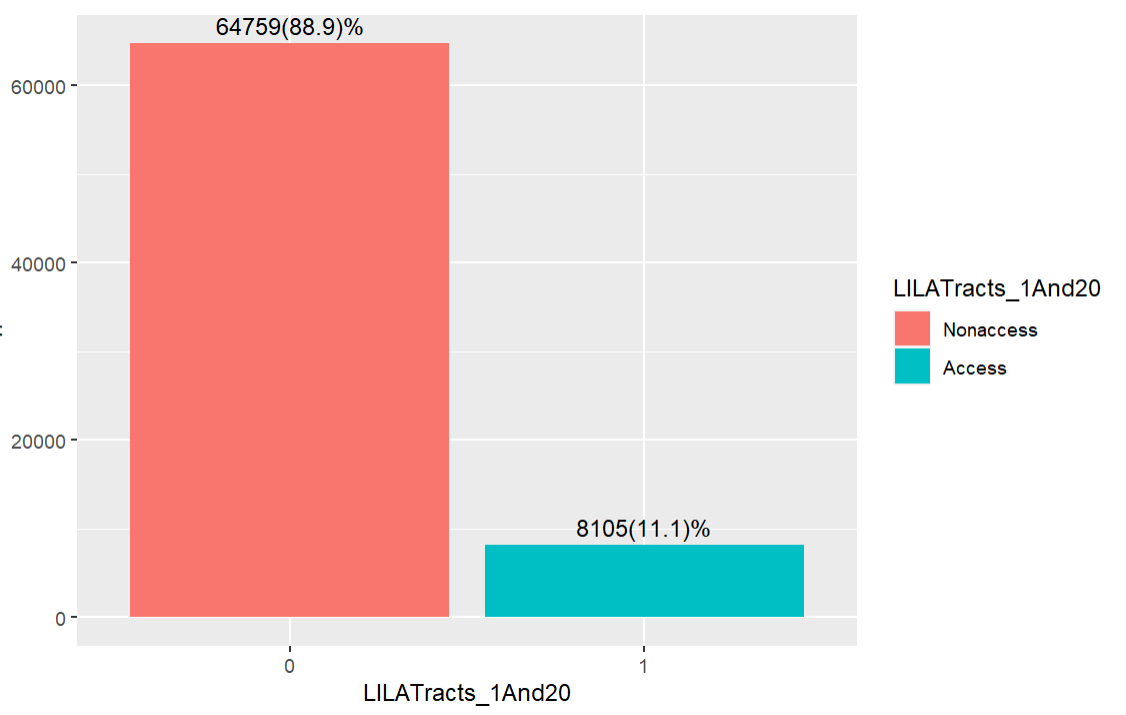 64759(88.9)%
60000
40000
20000
0
8105(11.1)%
0
1
LILATracts_1And20
LILATracts_1And20
Nonaccess
Access